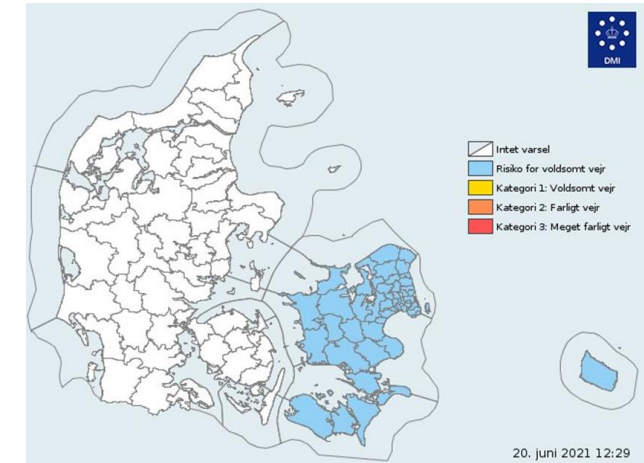 DMI
Intet varsel
Risiko for voldsomt vejr
Kategori 1: Voldsomt vejr
Kategori 2: Farligt vejr
Kategori 3: Meget farligt vejr
20. juni 2021 12:29